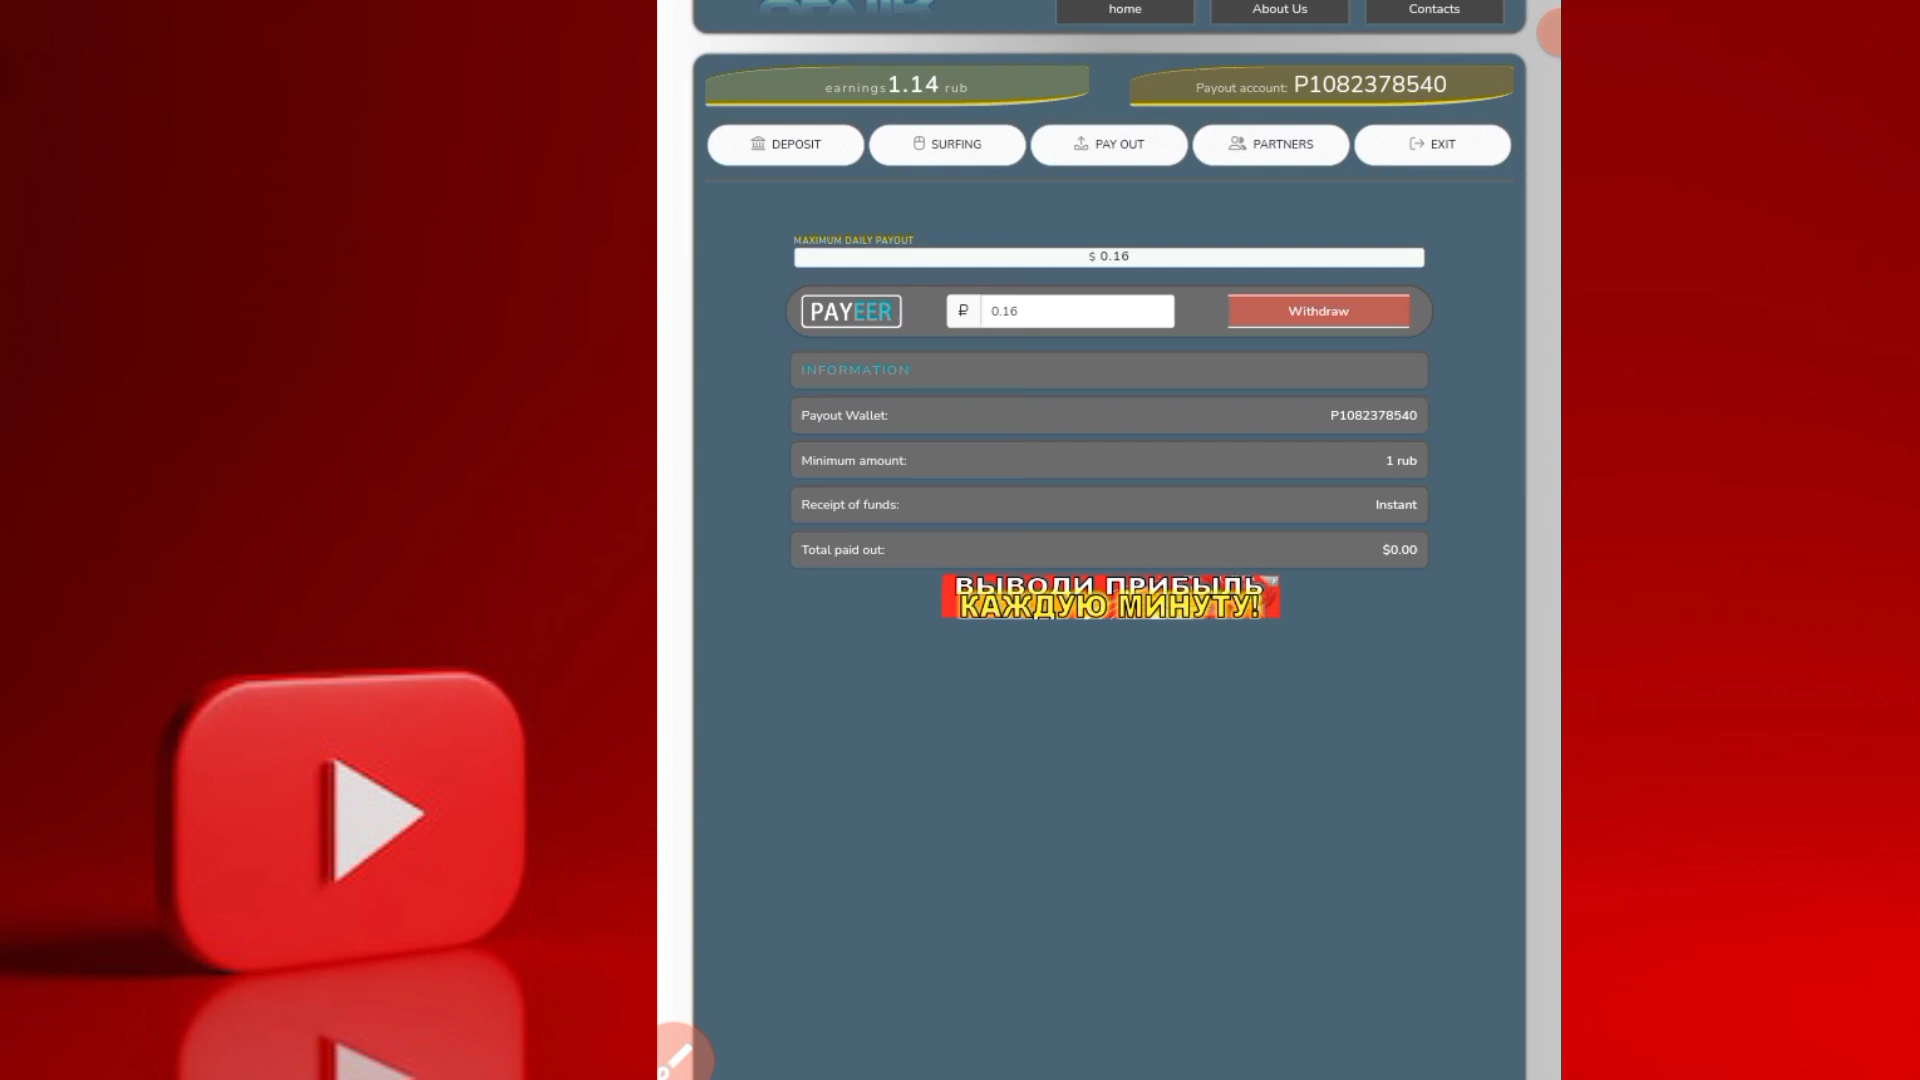 home
About Us
Contacts
earnings 1.14 rub
Payout account: P1082378540
DEPOSIT
SURFING
PAY OUT
PARTNERS
EXIT
MAXIMUM DAILY PAYOUT
$ 0.16
PAYEER
₽ 0.16
Withdraw
INFORMATION
Payout Wallet: P1082378540
Minimum amount: 1 rub
Receipt of funds: Instant
Total paid out: $0.00
ВЫВОДИ ПРИБЫЛЬ
КАЖДУЮ МИНУТУ!